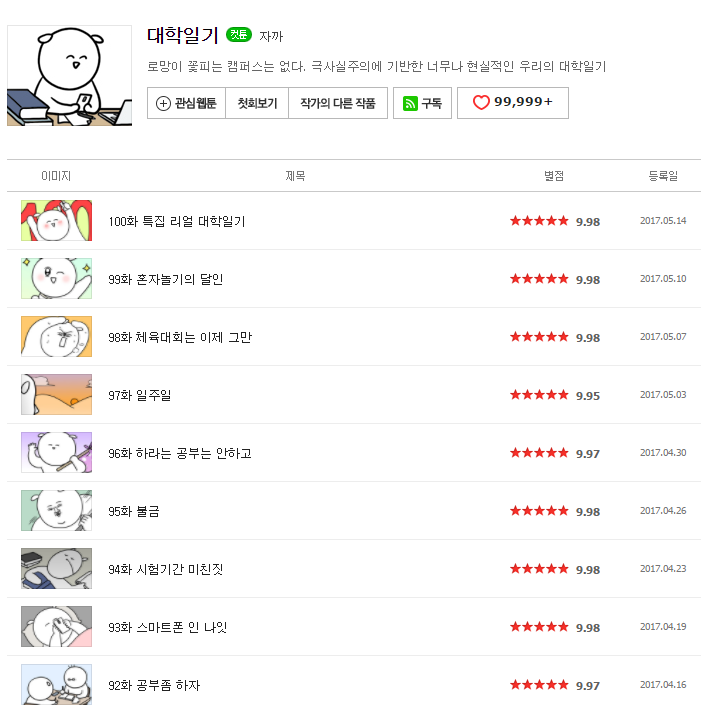 대학일기 컷툰 자까
로망이 꽃피는 캠퍼스는 없다. 극사실주의에 기반한 너무나 현실적인 우리의 대학일기
관심웹툰 첫회보기 작가의 다른 작품 구독 99,999+
이미지 제목 별점 등록일
100화 특집 리얼 대학일기 9.98 2017.05.14
99화 혼자놀기의 달인 9.98 2017.05.10
98화 체육대회는 이제 그만 9.98 2017.05.07
97화 일주일 9.95 2017.05.03
96화 하라는 공부는 안하고 9.97 2017.04.30
95화 불금 9.98 2017.04.26
94화 시험기간 미친짓 9.98 2017.04.23
93화 스마트폰 인 나잇 9.98 2017.04.19
92화 공부좀 하자 9.97 2017.04.16